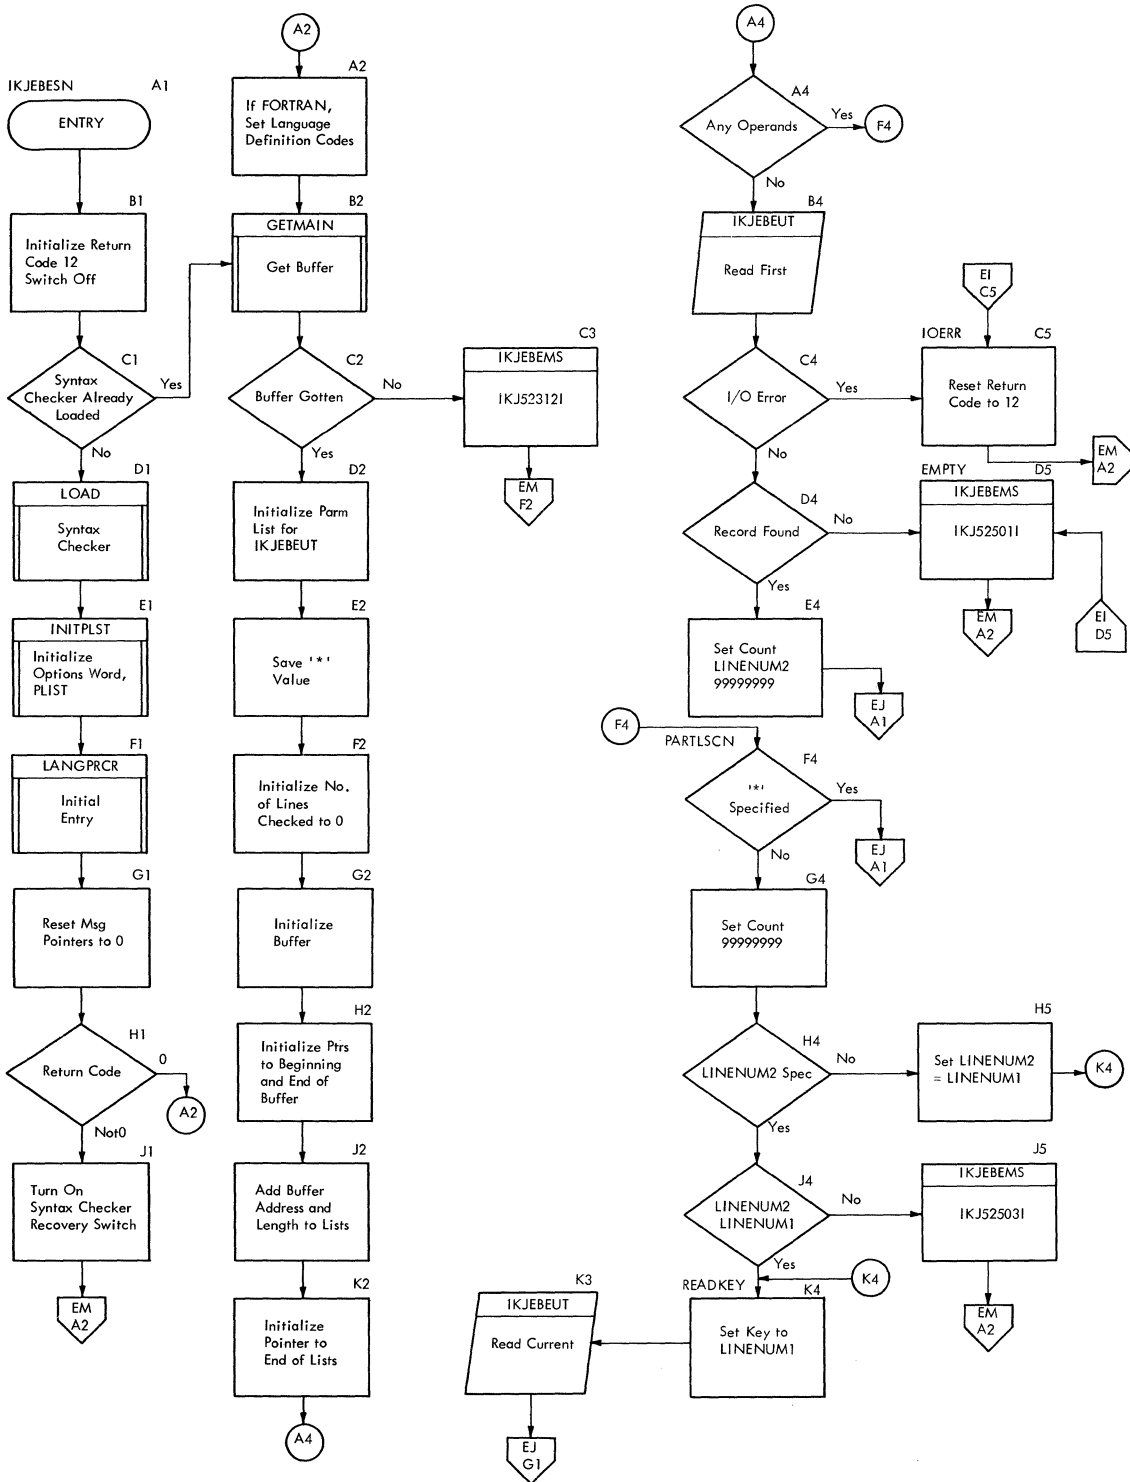 IKJEBESN
A1
ENTRY
B1
Initialize Return
Code 12
Switch Off
C1
Syntax
Checker Already
Loaded
Yes
No
D1
LOAD
Syntax
Checker
E1
INITPLST
Initialize
Options Word,
PLIST
F1
LANGPRCR
Initial
Entry
G1
Reset Msg
Pointers to 0
H1
Return Code
0
A2
Not0
J1
Turn On
Syntax Checker
Recovery Switch
EM
A2
A2
A2
If FORTRAN,
Set Language
Definition Codes
B2
GETMAIN
Get Buffer
C2
Buffer Gotten
No
Yes
C3
IKJEBEMS
IKJ52312I
EM
F2
D2
Initialize Parm
List for
IKJEBEUT
E2
Save '*'
Value
F2
Initialize No.
of Lines
Checked to 0
G2
Initialize
Buffer
H2
Initialize Ptrs
to Beginning
and End of
Buffer
J2
Add Buffer
Address and
Length to Lists
K2
Initialize
Pointer to
End of Lists
A4
A4
A4
Any Operands
Yes
F4
No
B4
IKJEBEUT
Read First
C4
I/O Error
Yes
No
EI
C5
IOERR
C5
Reset Return
Code to 12
EM
A2
D4
Record Found
No
Yes
EMPTY
D5
IKJEBEMS
IKJ52501I
EM
A2
EI
D5
E4
Set Count
LINENUM2
99999999
EJ
A1
F4
PARTLSCN
F4
'*'
Specified
Yes
EJ
A1
No
G4
Set Count
99999999
H4
LINENUM2 Spec
No
Yes
H5
Set LINENUM2
= LINENUM1
K4
J4
LINENUM2
LINENUM1
No
Yes
J5
IKJEBEMS
IKJ52503I
EM
A2
K4
READKEY
K4
Set Key to
LINENUM1
K3
IKJEBEUT
Read Current
EJ
G1